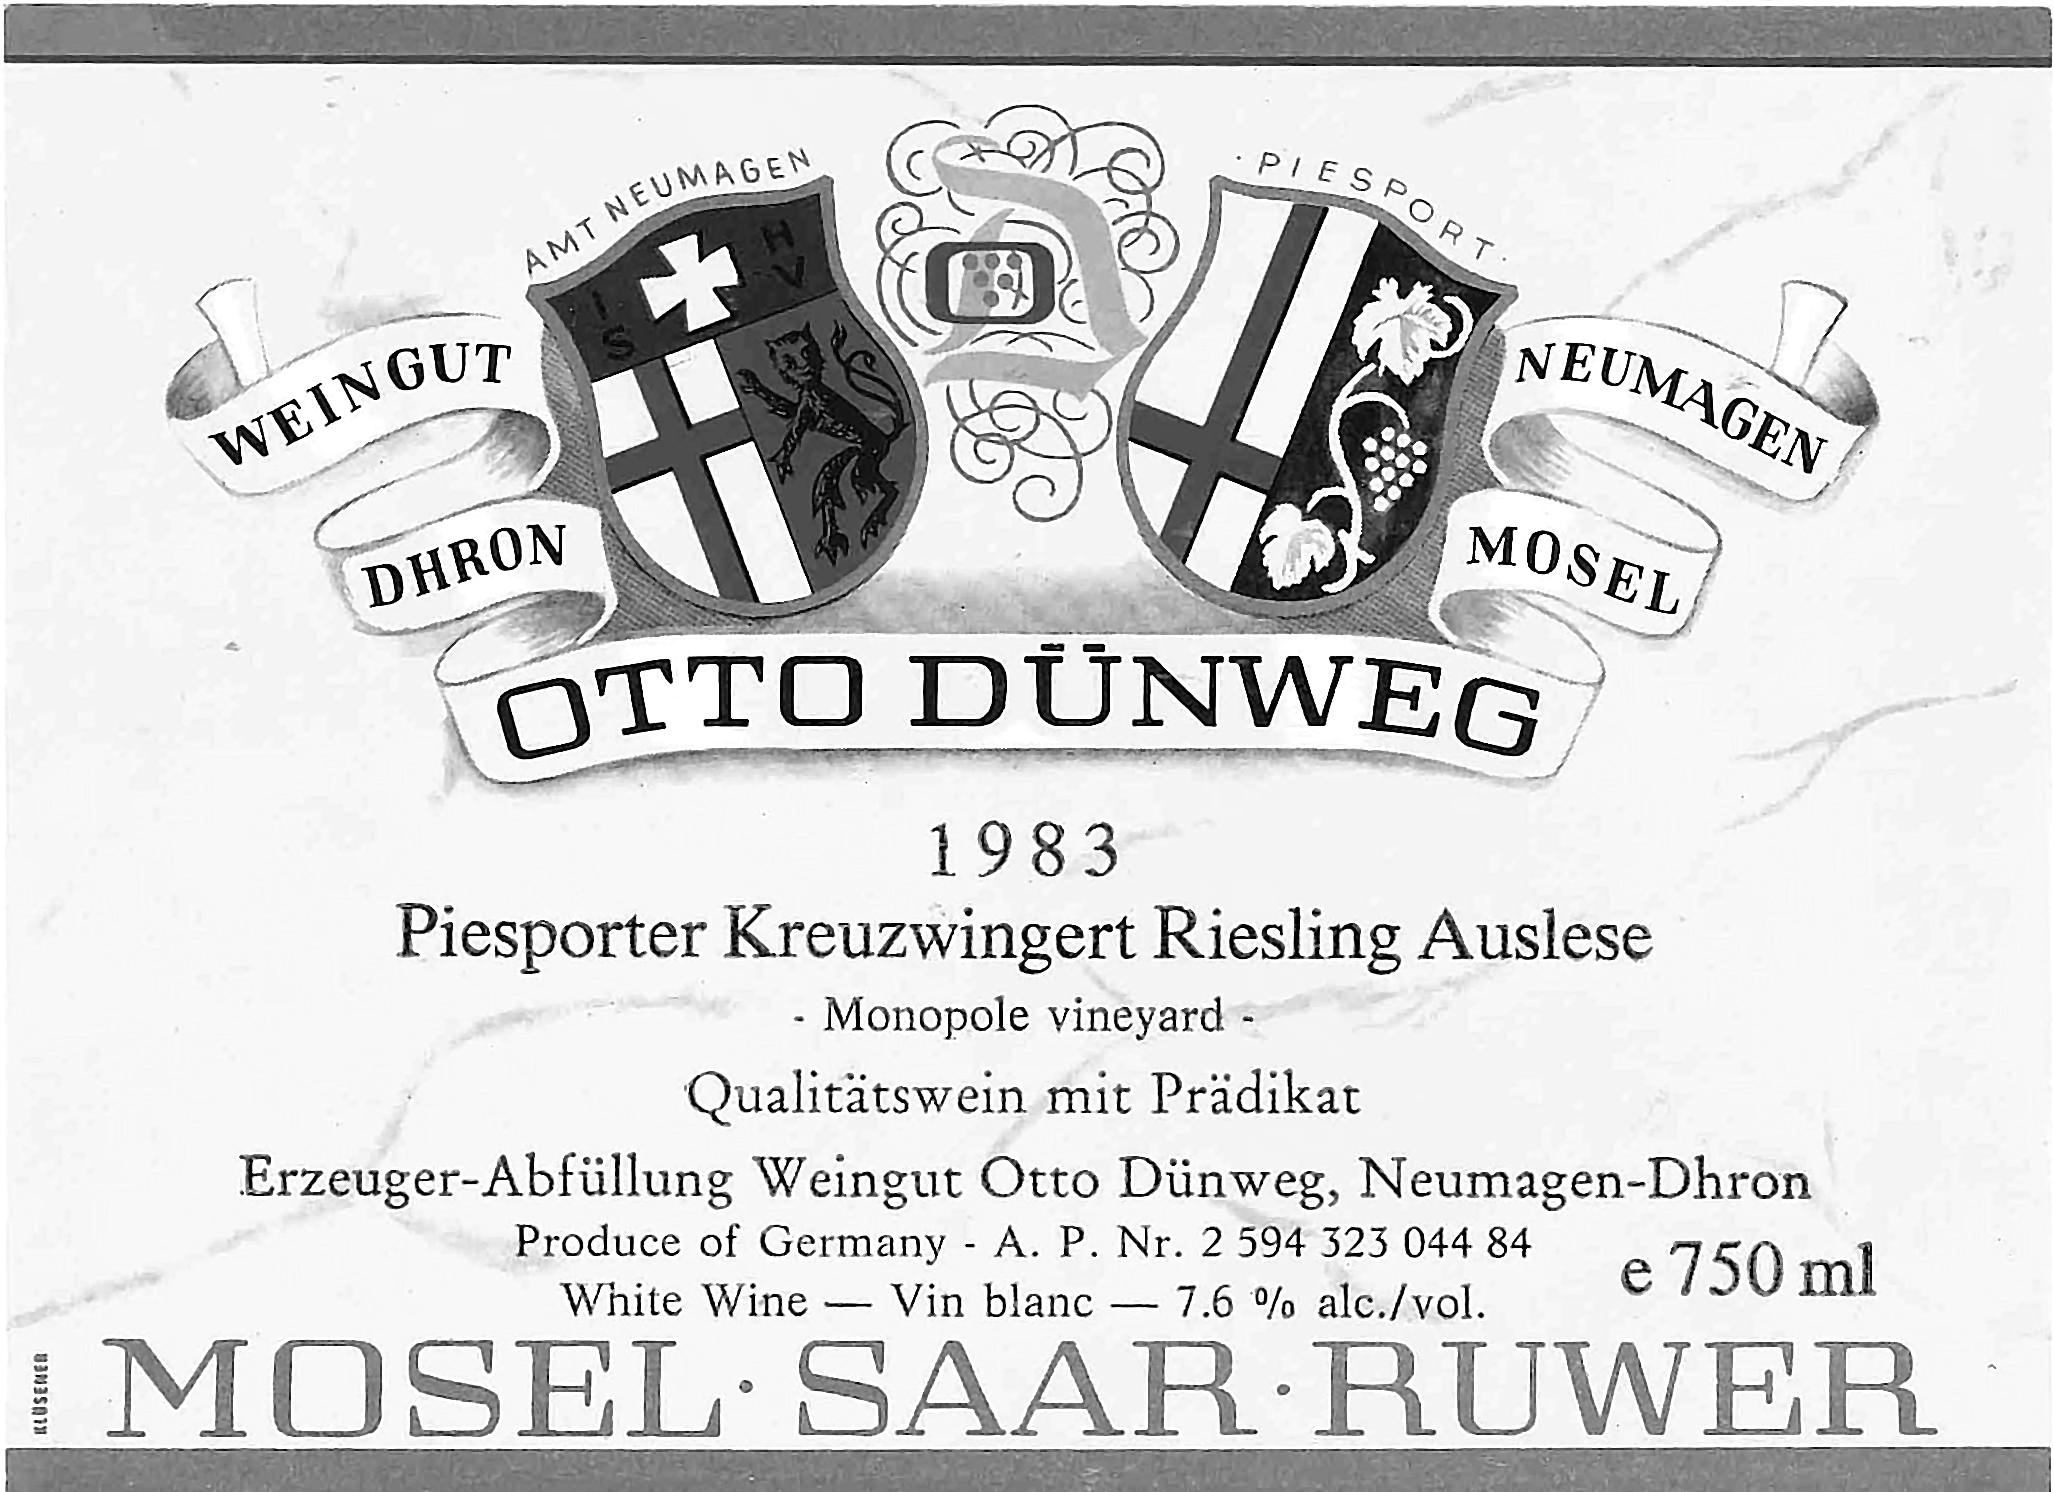 AMT NEUMAGEN
I S H V
D
· PIESPORT ·
WEINGUT
DHRON
NEUMAGEN
MOSEL
OTTO DÜNWEG
1983
Piesporter Kreuzwingert Riesling Auslese
- Monopole vineyard -
Qualitätswein mit Prädikat
Erzeuger-Abfüllung Weingut Otto Dünweg, Neumagen-Dhron
Produce of Germany - A. P. Nr. 2 594 323 044 84
White Wine — Vin blanc — 7.6 % alc./vol.
e 750 ml
MOSEL · SAAR · RUWER
KLÜSENER